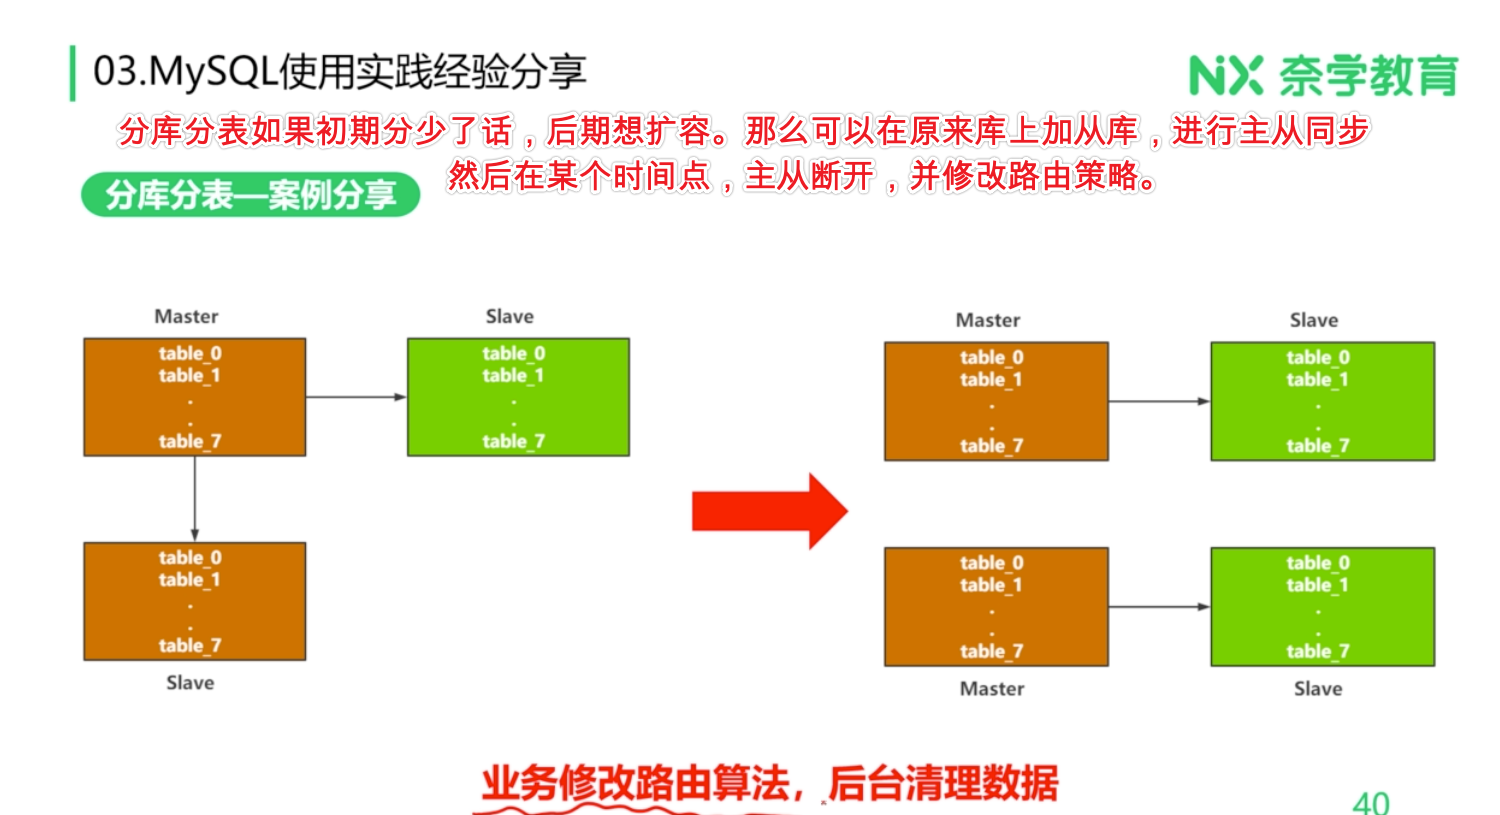 03.MySQL使用实践经验分享
NX 奈学教育
分库分表如果初期分少了话，后期想扩容。那么可以在原来库上加从库，进行主从同步
然后在某个时间点，主从断开，并修改路由策略。
分库分表—案例分享
Master
table_0
table_1
.
.
table_7
Slave
table_0
table_1
.
.
table_7
table_0
table_1
.
.
table_7
Slave
Master
table_0
table_1
.
.
table_7
Slave
table_0
table_1
.
.
table_7
table_0
table_1
.
.
table_7
Master
table_0
table_1
.
.
table_7
Slave
业务修改路由算法，后台清理数据
40